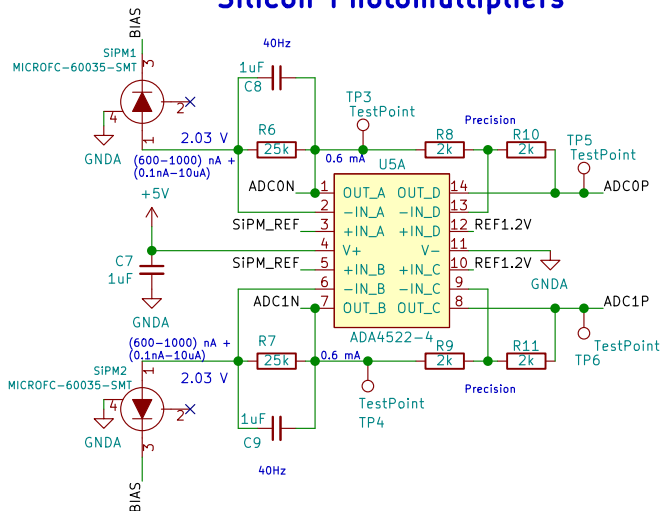 Silicon Photomultipliers
BIAS
SiPM1
MICROFC-60035-SMT
3
2
4
1
GNDA
40Hz
1uF
C8
2.03 V
(600-1000) nA +
(0.1nA-10uA)
R6
25k
0.6 mA
TP3
TestPoint
Precision
R8
2k
R10
2k
TP5
TestPoint
U5A
ADC0N
1 OUT_A OUT_D 14
ADC0P
2 -IN_A -IN_D 13
SiPM_REF 3 +IN_A +IN_D 12 REF1.2V
+5V
4 V+ V- 11
GNDA
SiPM_REF 5 +IN_B +IN_C 10 REF1.2V
6 -IN_B -IN_C 9
ADC1N 7 OUT_B OUT_C 8 ADC1P
ADA4522-4
C7
1uF
GNDA
(600-1000) nA +
(0.1nA-10uA)
2.03 V
R7
25k
0.6 mA
R9
2k
R11
2k
TestPoint
TP6
Precision
TestPoint
TP4
SiPM2
MICROFC-60035-SMT
1
4
2
3
GNDA
1uF
C9
40Hz
BIAS